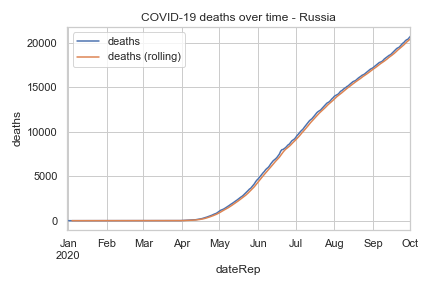 COVID-19 deaths over time - Russia
deaths
deaths (rolling)
deaths
20000
15000
10000
5000
0
Jan Feb Mar Apr May Jun Jul Aug Sep Oct
2020
dateRep